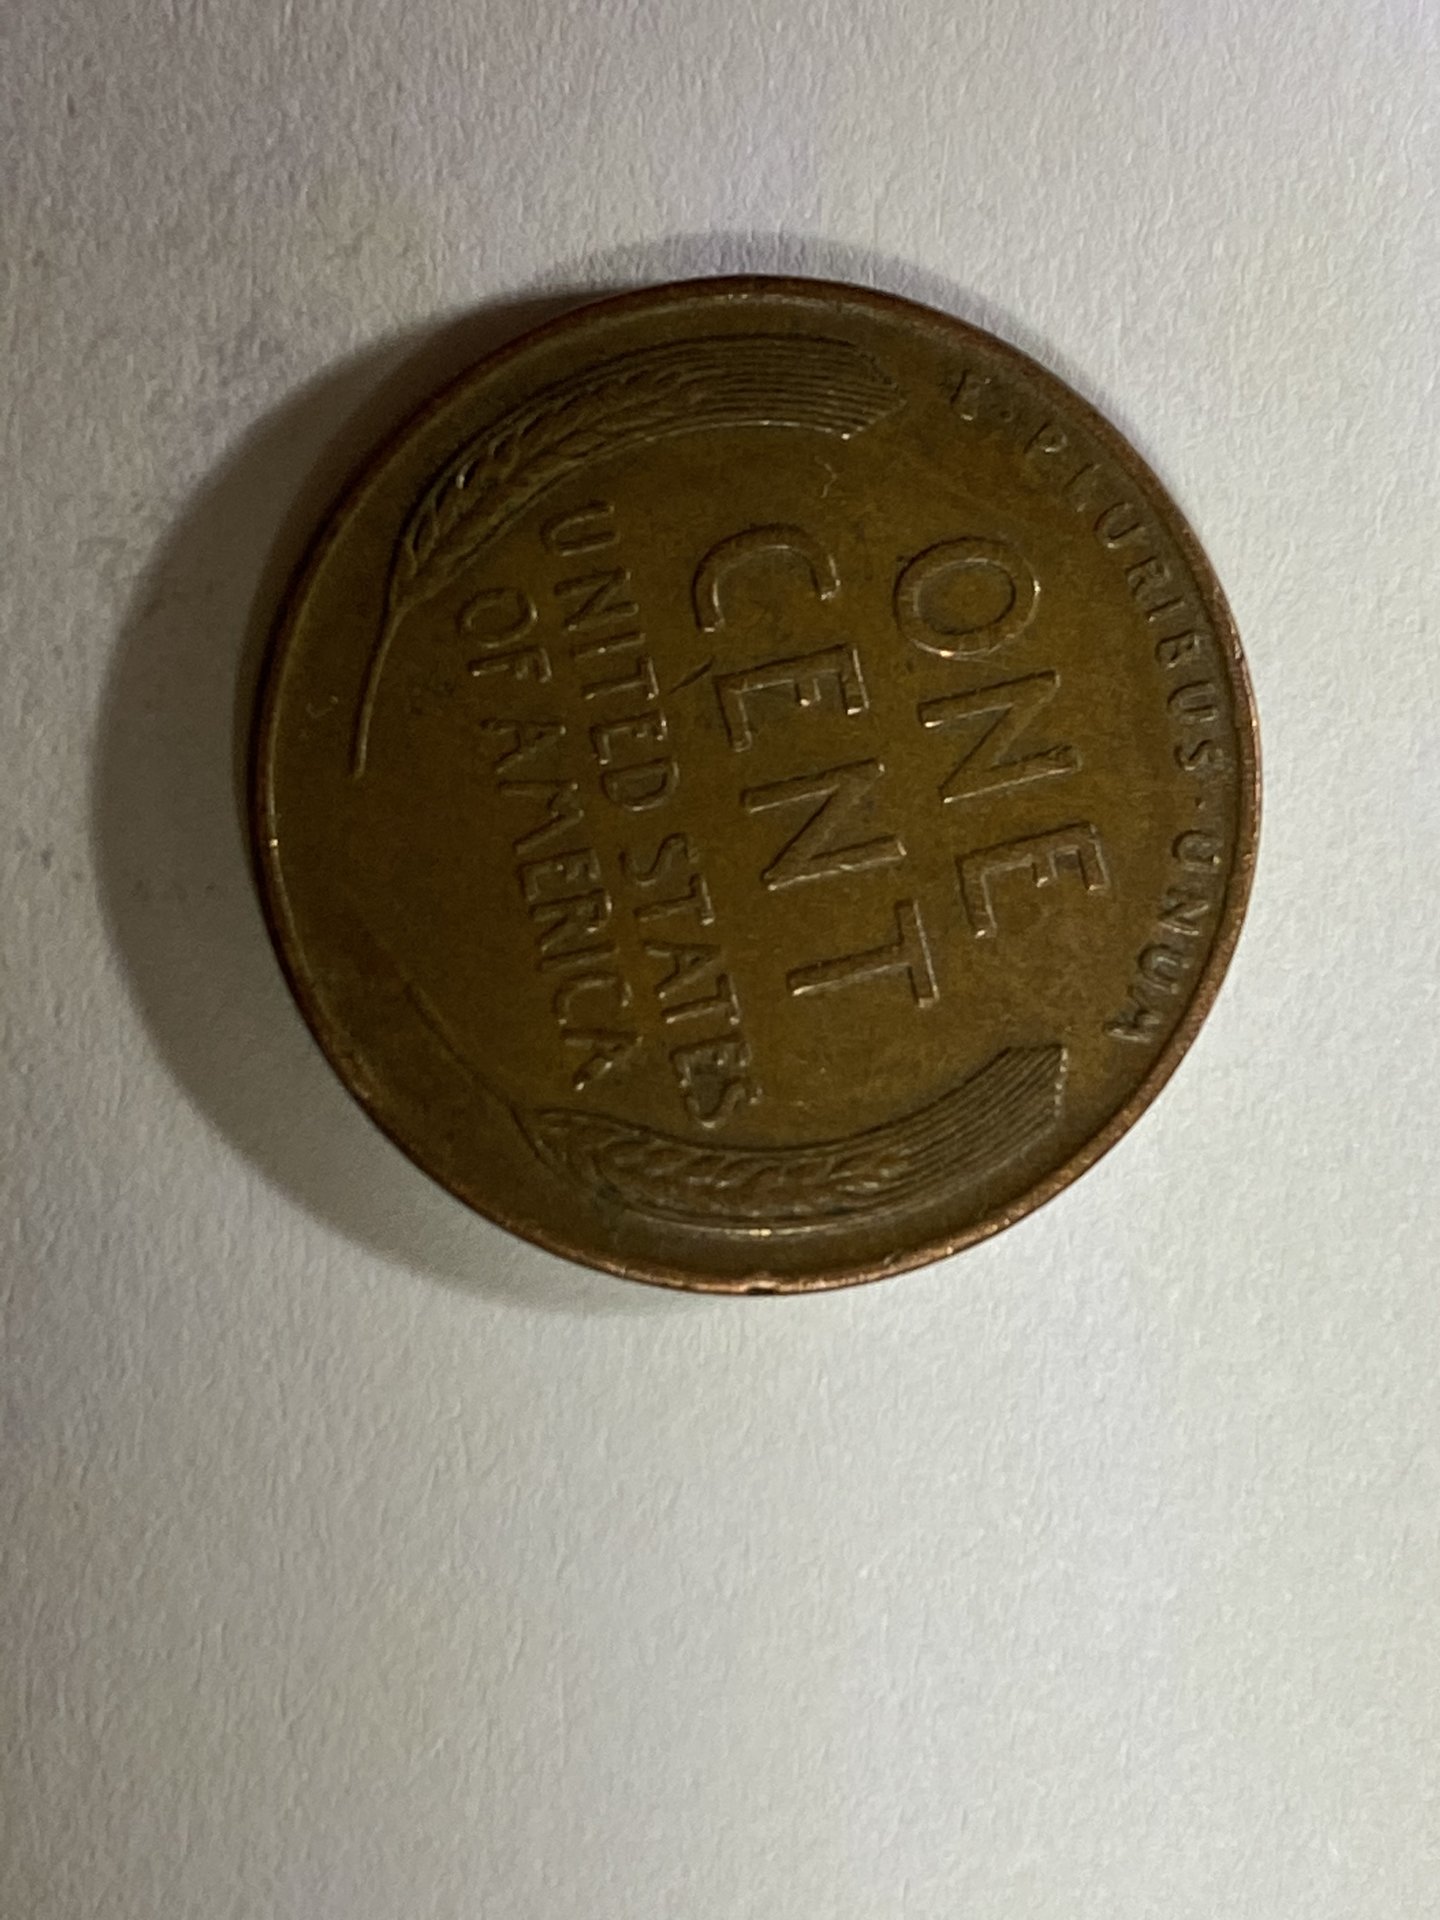 E·PLURIBUS·UNUM
ONE
CENT
UNITED STATES
OF AMERICA